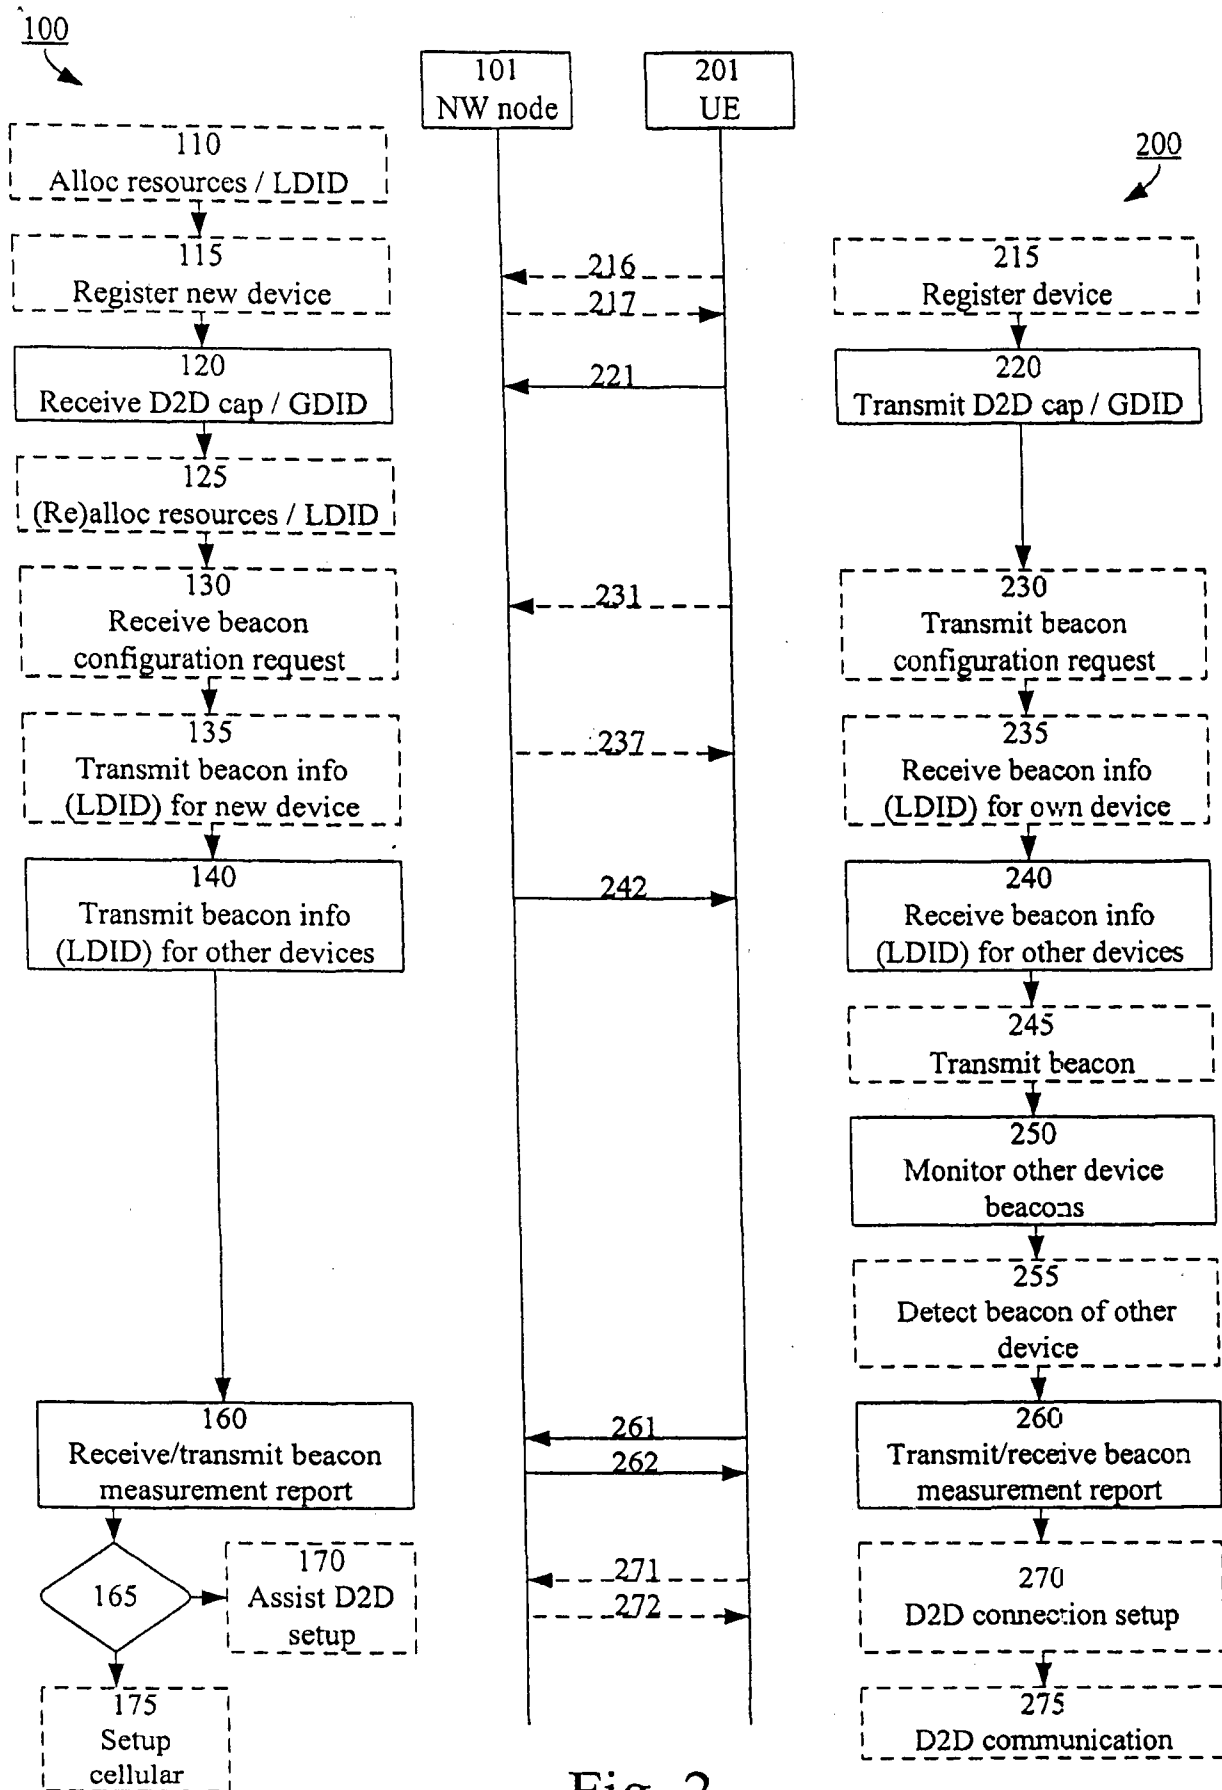 100
101
NW node
201
UE
200
110
Alloc resources / LDID
115
Register new device
120
Receive D2D cap / GDID
125
(Re)alloc resources / LDID
130
Receive beacon
configuration request
135
Transmit beacon info
(LDID) for new device
140
Transmit beacon info
(LDID) for other devices
160
Receive/transmit beacon
measurement report
165
170
Assist D2D
setup
175
Setup
cellular
216
217
221
231
237
242
261
262
271
272
215
Register device
220
Transmit D2D cap / GDID
230
Transmit beacon
configuration request
235
Receive beacon info
(LDID) for own device
240
Receive beacon info
(LDID) for other devices
245
Transmit beacon
250
Monitor other device
beacons
255
Detect beacon of other
device
260
Transmit/receive beacon
measurement report
270
D2D connection setup
275
D2D communication
Fig. 2